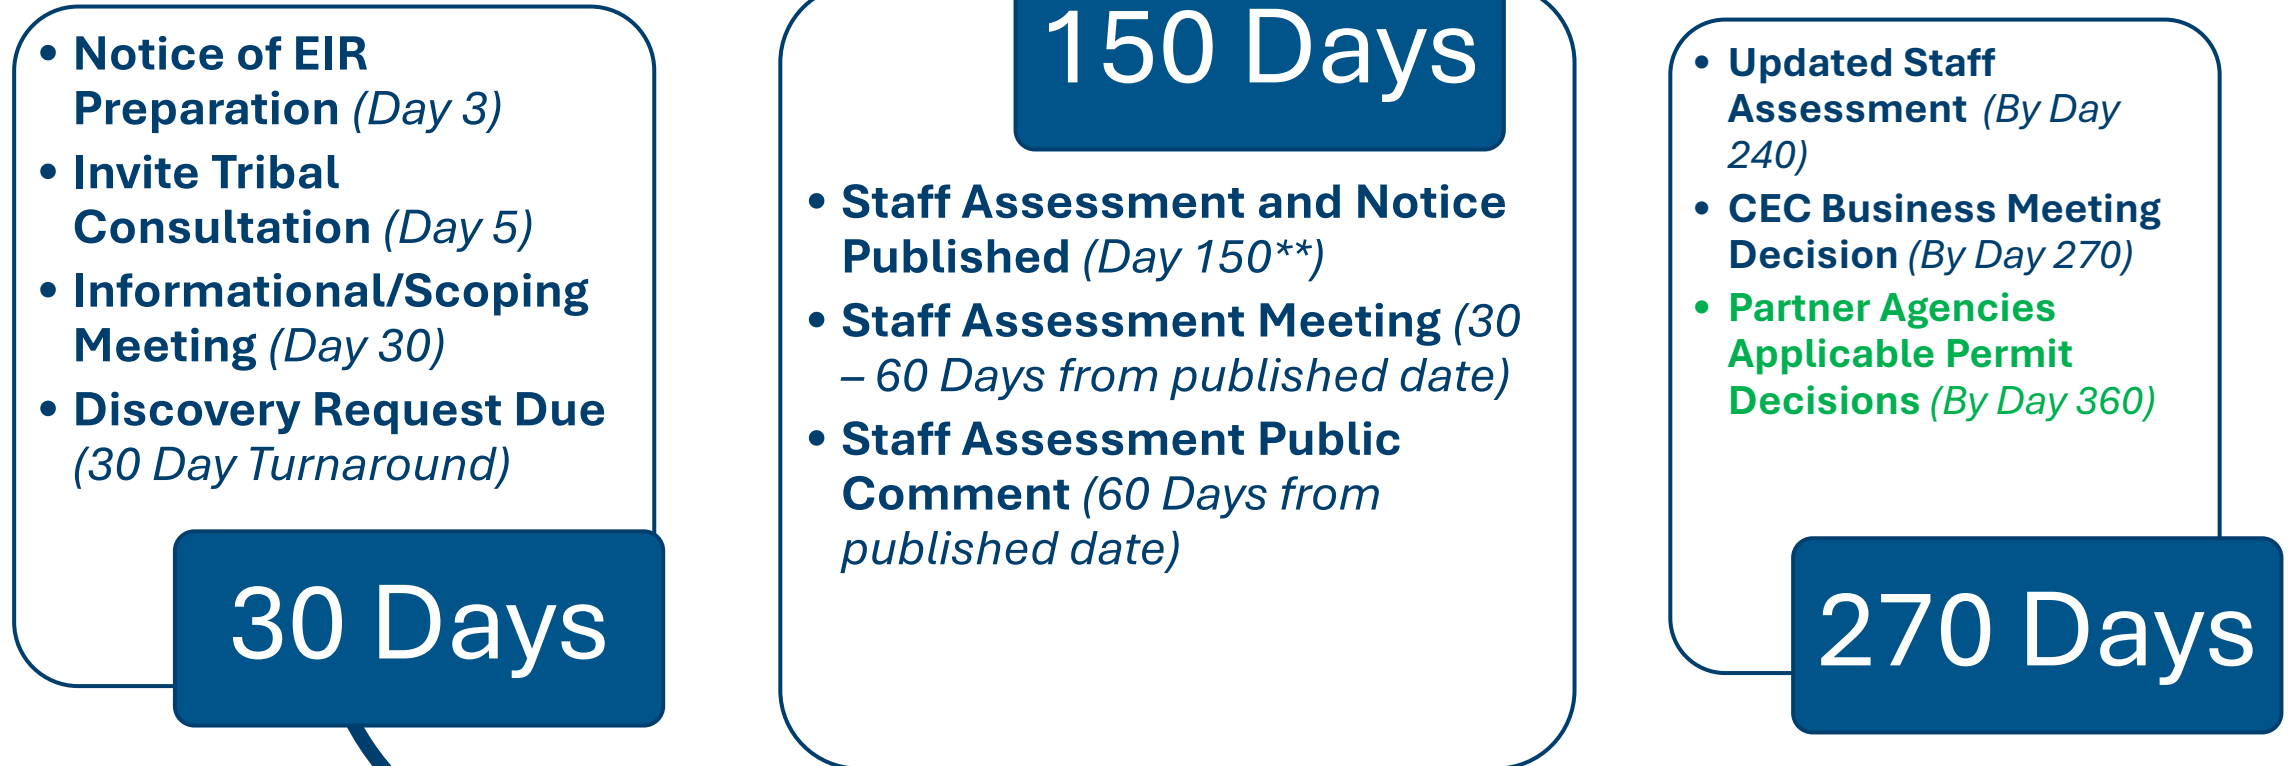 • Notice of EIR
Preparation (Day 3)
• Invite Tribal
Consultation (Day 5)
• Informational/Scoping
Meeting (Day 30)
• Discovery Request Due
(30 Day Turnaround)
30 Days
150 Days
• Staff Assessment and Notice
Published (Day 150**)
• Staff Assessment Meeting (30
– 60 Days from published date)
• Staff Assessment Public
Comment (60 Days from
published date)
• Updated Staff
Assessment (By Day
240)
• CEC Business Meeting
Decision (By Day 270)
• Partner Agencies
Applicable Permit
Decisions (By Day 360)
270 Days